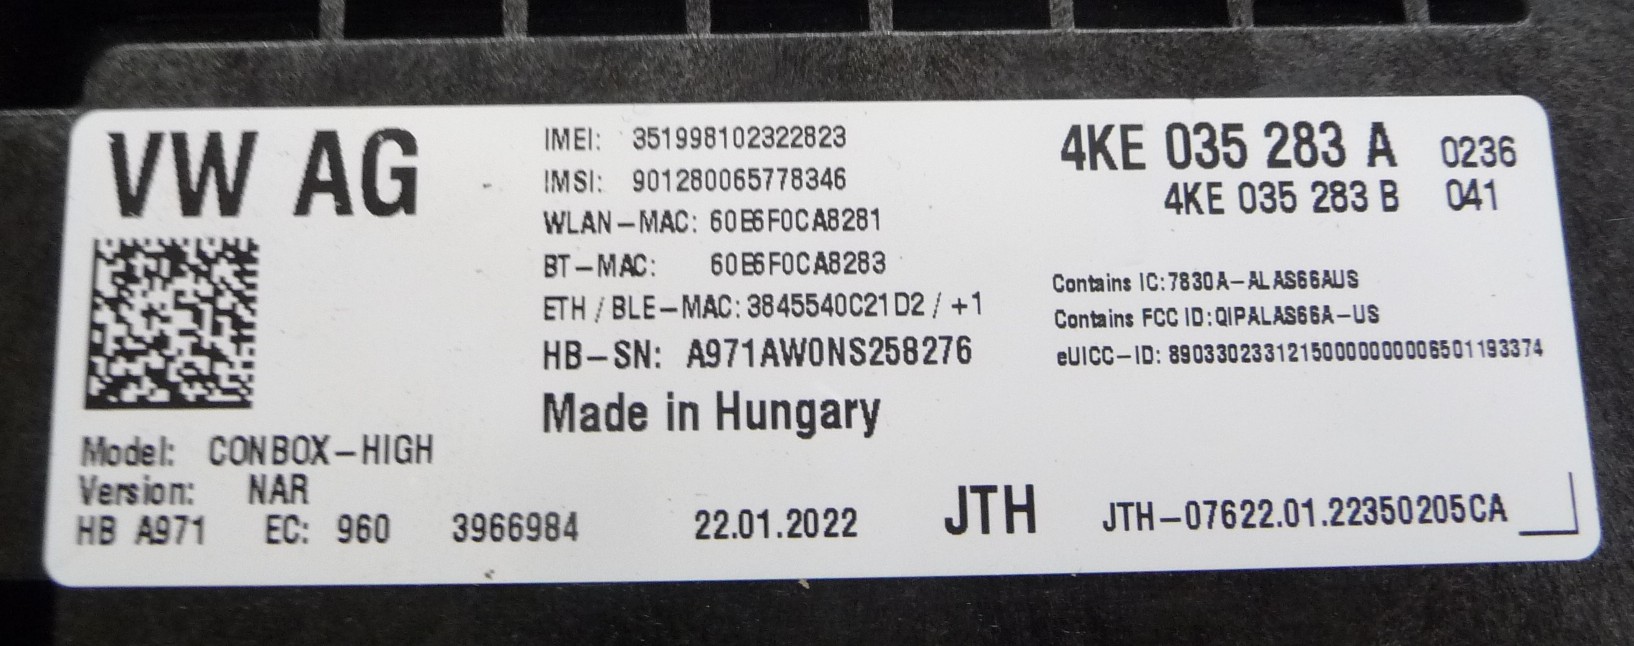 VW AG
IMEI: 351998102322823
IMSI: 901280065778346
WLAN-MAC: 60E6F0CA8281
BT-MAC: 60E6F0CA8283
ETH / BLE-MAC: 3845540C21D2 / +1
HB-SN: A971AW0NS258276
Made in Hungary
4KE 035 283 A 0236
4KE 035 283 B 041
Contains IC: 7830A-ALAS66AUS
Contains FCC ID: QIPALAS66A-US
eUICC-ID: 89033023312150000000006501193374
Model: CONBOX-HIGH
Version: NAR
HB A971 EC: 960 3966984 22.01.2022 JTH JTH-07622.01.22350205CA